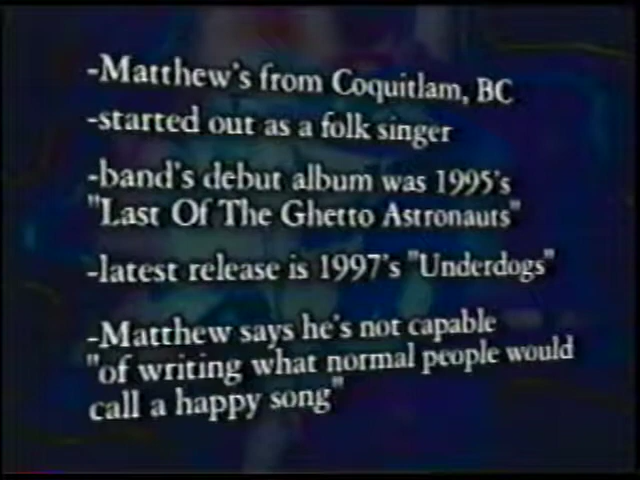 -Matthew's from Coquitlam, BC
-started out as a folk singer
-band's debut album was 1995's
"Last Of The Ghetto Astronauts"
-latest release is 1997's "Underdogs"
-Matthew says he's not capable
"of writing what normal people would
call a happy song"